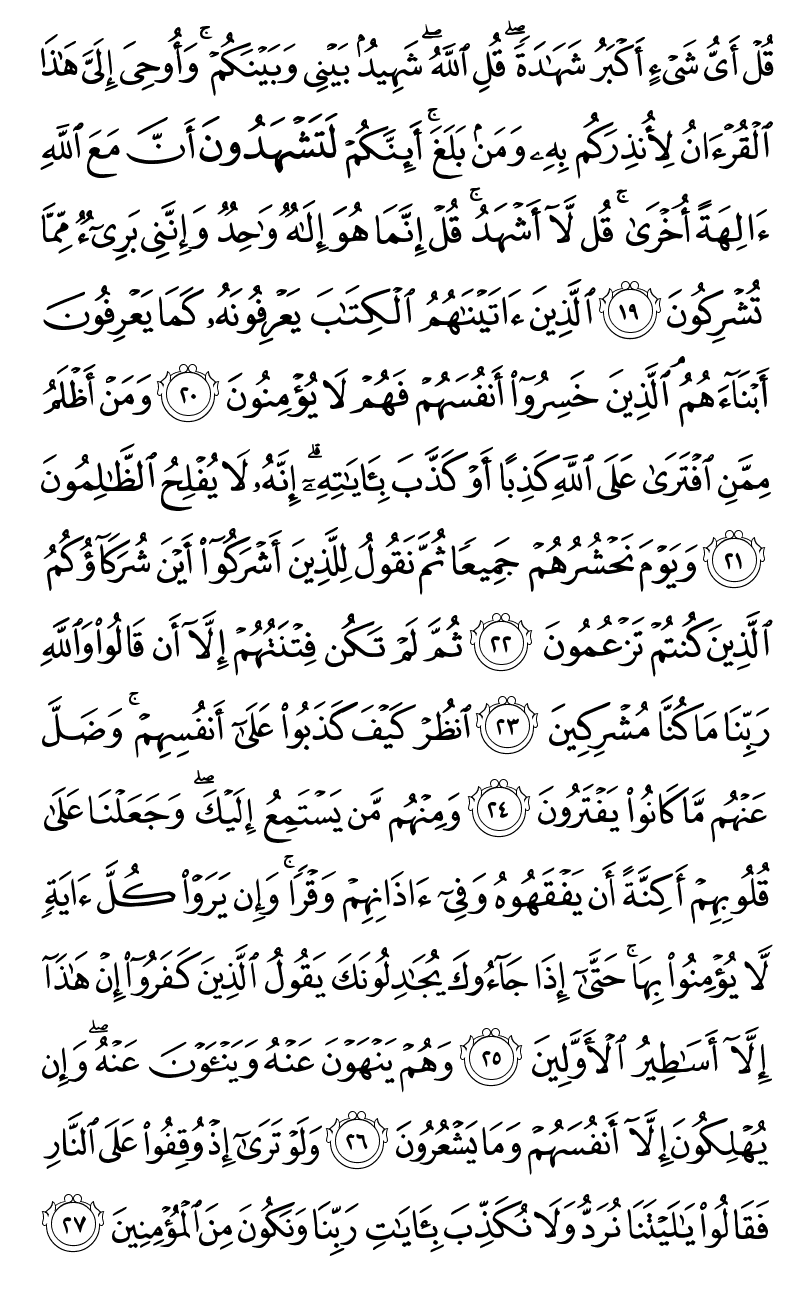 قُلْ أَىُّ شَىْءٍ أَكْبَرُ شَهَـٰدَةً ۖ قُلِ ٱللَّهُ ۖ شَهِيدٌۢ بَيْنِى وَبَيْنَكُمْ ۚ وَأُوحِىَ إِلَىَّ هَـٰذَا
ٱلْقُرْءَانُ لِأُنذِرَكُم بِهِۦ وَمَنۢ بَلَغَ ۚ أَئِنَّكُمْ لَتَشْهَدُونَ أَنَّ مَعَ ٱللَّهِ
ءَالِهَةً أُخْرَىٰ ۚ قُل لَّآ أَشْهَدُ ۚ قُلْ إِنَّمَا هُوَ إِلَـٰهٌ وَٰحِدٌ وَإِنَّنِى بَرِىٓءٌ مِّمَّا
تُشْرِكُونَ ١٩ ٱلَّذِينَ ءَاتَيْنَـٰهُمُ ٱلْكِتَـٰبَ يَعْرِفُونَهُۥ كَمَا يَعْرِفُونَ
أَبْنَآءَهُمُ ۘ ٱلَّذِينَ خَسِرُوٓا۟ أَنفُسَهُمْ فَهُمْ لَا يُؤْمِنُونَ ٢٠ وَمَنْ أَظْلَمُ
مِمَّنِ ٱفْتَرَىٰ عَلَى ٱللَّهِ كَذِبًا أَوْ كَذَّبَ بِـَٔايَـٰتِهِۦٓ ۗ إِنَّهُۥ لَا يُفْلِحُ ٱلظَّـٰلِمُونَ
٢١ وَيَوْمَ نَحْشُرُهُمْ جَمِيعًا ثُمَّ نَقُولُ لِلَّذِينَ أَشْرَكُوٓا۟ أَيْنَ شُرَكَآؤُكُمُ
ٱلَّذِينَ كُنتُمْ تَزْعُمُونَ ٢٢ ثُمَّ لَمْ تَكُن فِتْنَتُهُمْ إِلَّآ أَن قَالُوا۟ وَٱللَّهِ
رَبِّنَا مَا كُنَّا مُشْرِكِينَ ٢٣ ٱنظُرْ كَيْفَ كَذَبُوا۟ عَلَىٰٓ أَنفُسِهِمْ ۚ وَضَلَّ
عَنْهُم مَّا كَانُوا۟ يَفْتَرُونَ ٢٤ وَمِنْهُم مَّن يَسْتَمِعُ إِلَيْكَ ۖ وَجَعَلْنَا عَلَىٰ
قُلُوبِهِمْ أَكِنَّةً أَن يَفْقَهُوهُ وَفِىٓ ءَاذَانِهِمْ وَقْرًا ۚ وَإِن يَرَوْا۟ كُلَّ ءَايَةٍ
لَّا يُؤْمِنُوا۟ بِهَا ۚ حَتَّىٰٓ إِذَا جَآءُوكَ يُجَـٰدِلُونَكَ يَقُولُ ٱلَّذِينَ كَفَرُوٓا۟ إِنْ هَـٰذَآ
إِلَّآ أَسَـٰطِيرُ ٱلْأَوَّلِينَ ٢٥ وَهُمْ يَنْهَوْنَ عَنْهُ وَيَنْـَٔوْنَ عَنْهُ ۖ وَإِن
يُهْلِكُونَ إِلَّآ أَنفُسَهُمْ وَمَا يَشْعُرُونَ ٢٦ وَلَوْ تَرَىٰٓ إِذْ وُقِفُوا۟ عَلَى ٱلنَّارِ
فَقَالُوا۟ يَـٰلَيْتَنَا نُرَدُّ وَلَا نُكَذِّبَ بِـَٔايَـٰتِ رَبِّنَا وَنَكُونَ مِنَ ٱلْمُؤْمِنِينَ ٢٧